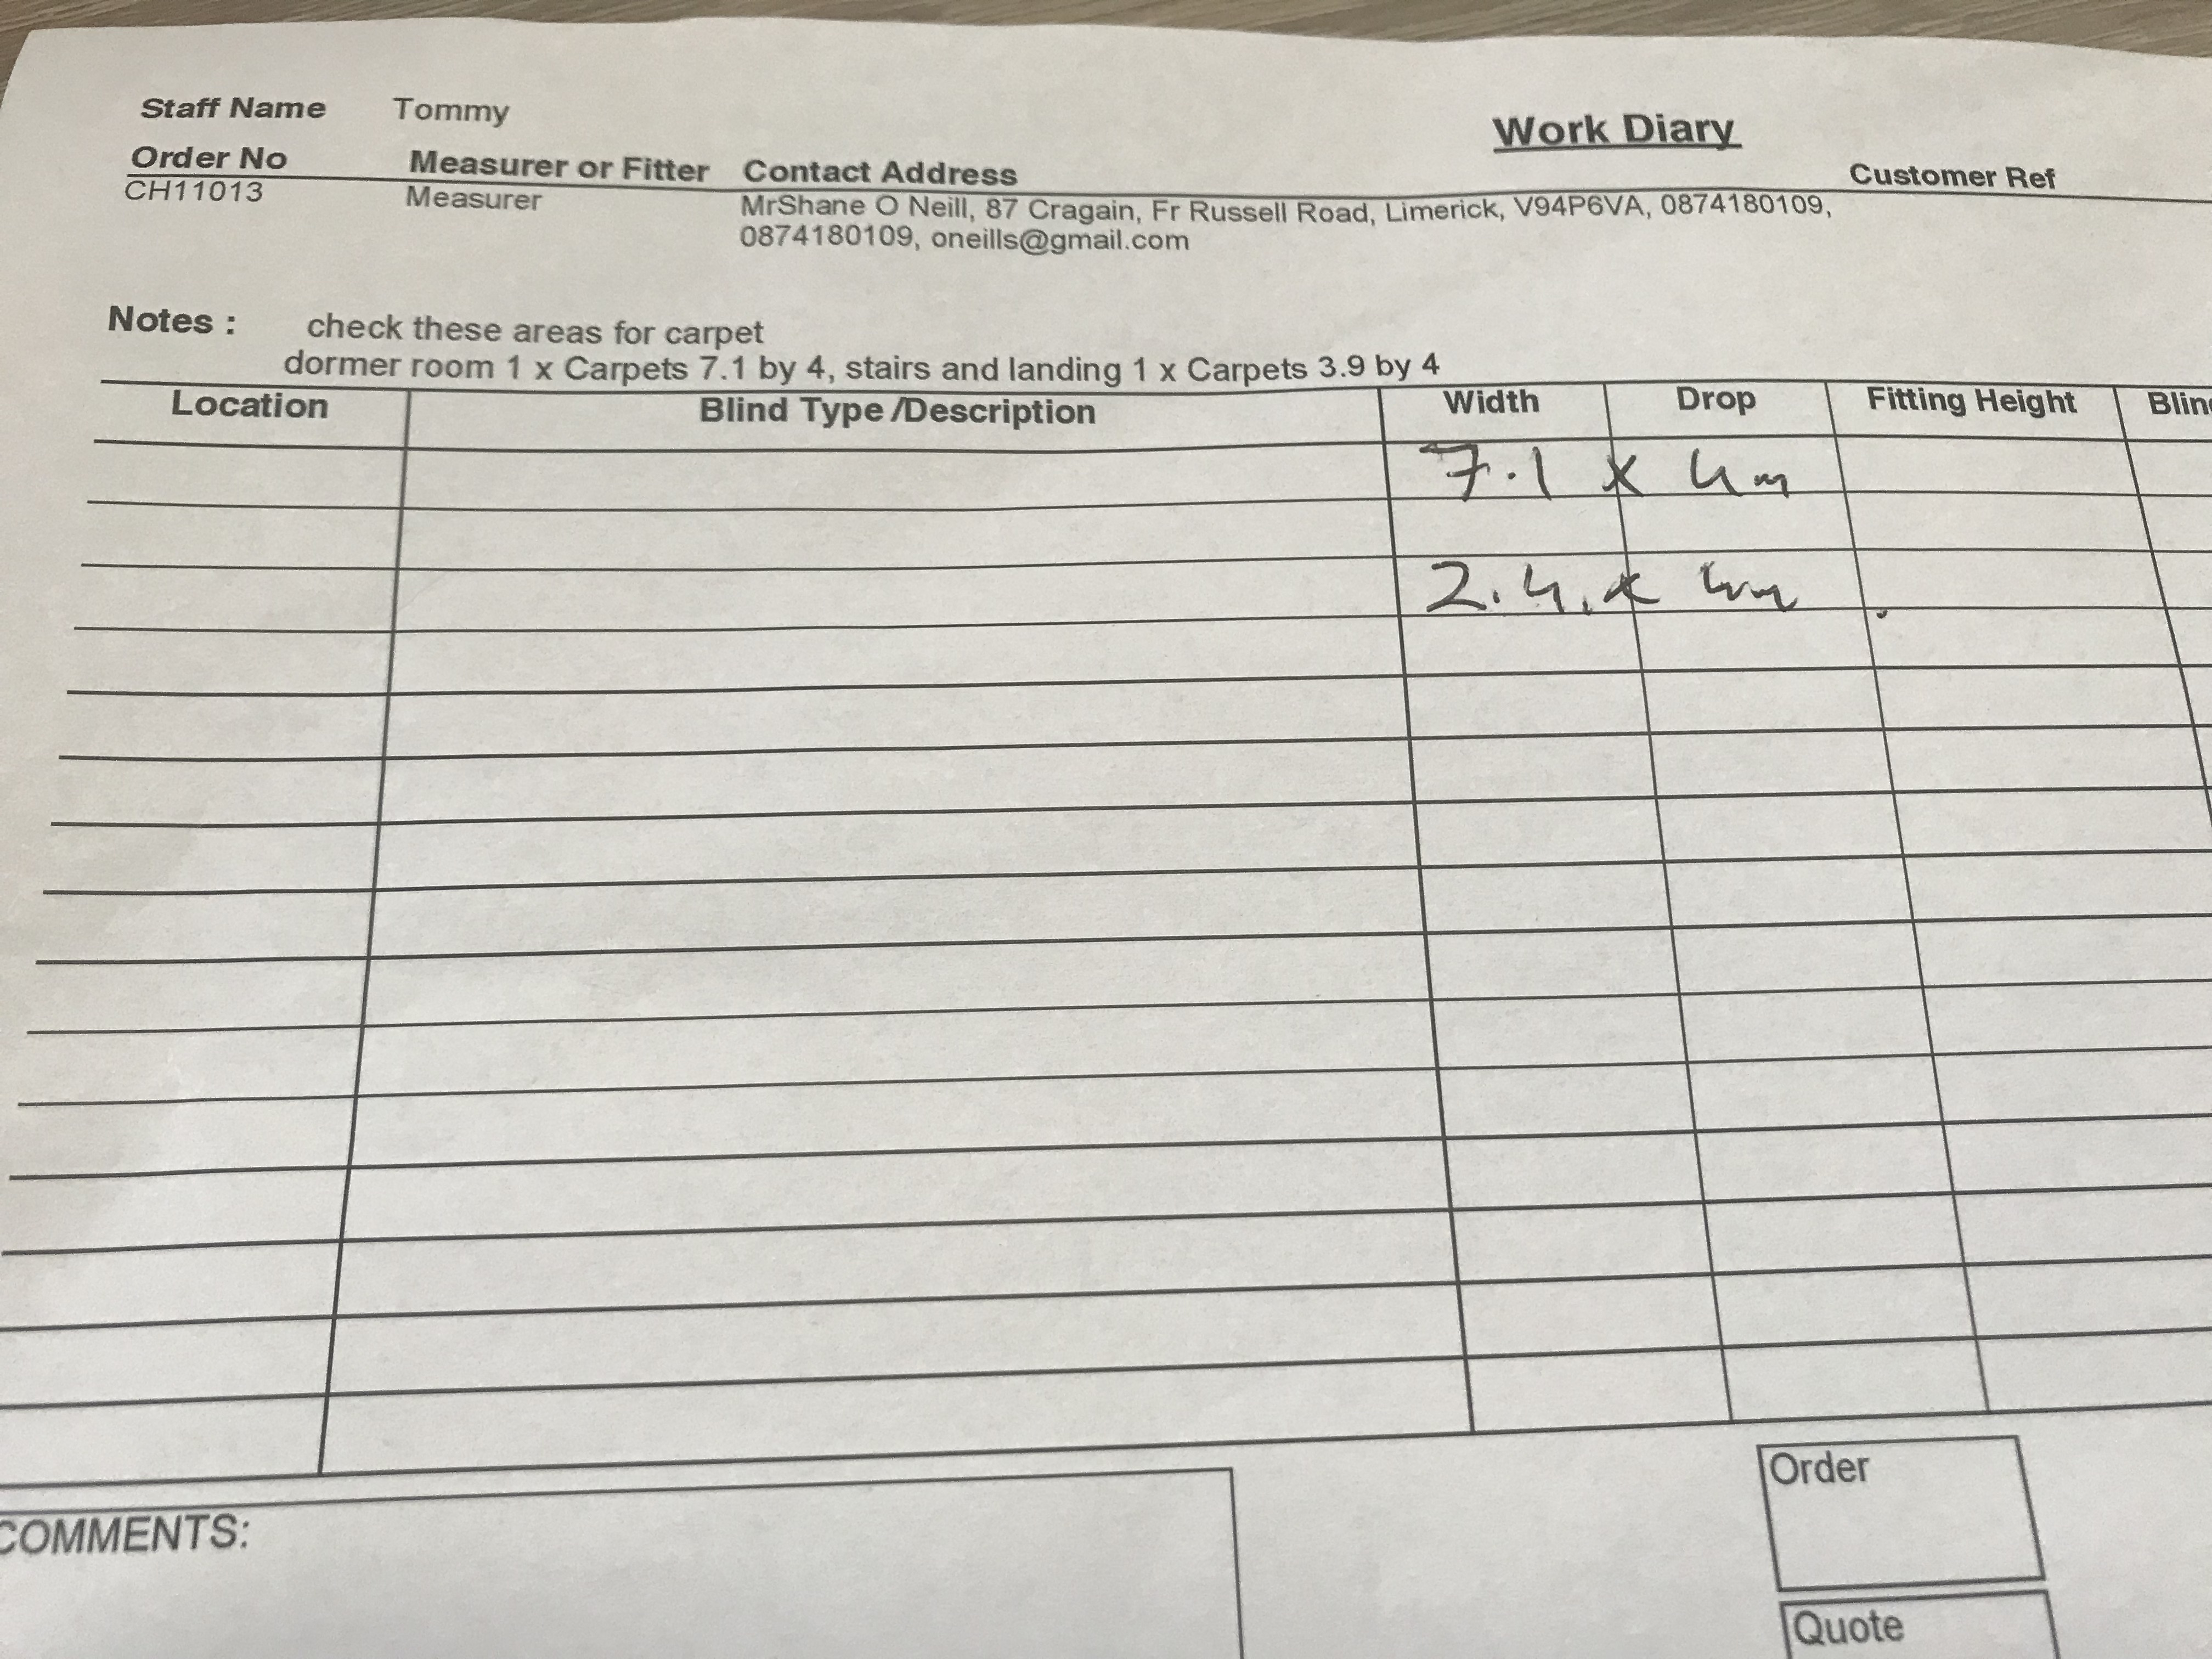 Staff Name Tommy
Work Diary
Order No Measurer or Fitter Contact Address Customer Ref
CH11013 Measurer MrShane O Neill, 87 Cragain, Fr Russell Road, Limerick, V94P6VA, 0874180109,
0874180109, oneills@gmail.com
Notes : check these areas for carpet
dormer room 1 x Carpets 7.1 by 4, stairs and landing 1 x Carpets 3.9 by 4
Location Blind Type /Description Width Drop Fitting Height
7.1 x 4m
2.4. x 4m
COMMENTS:
Order
Quote